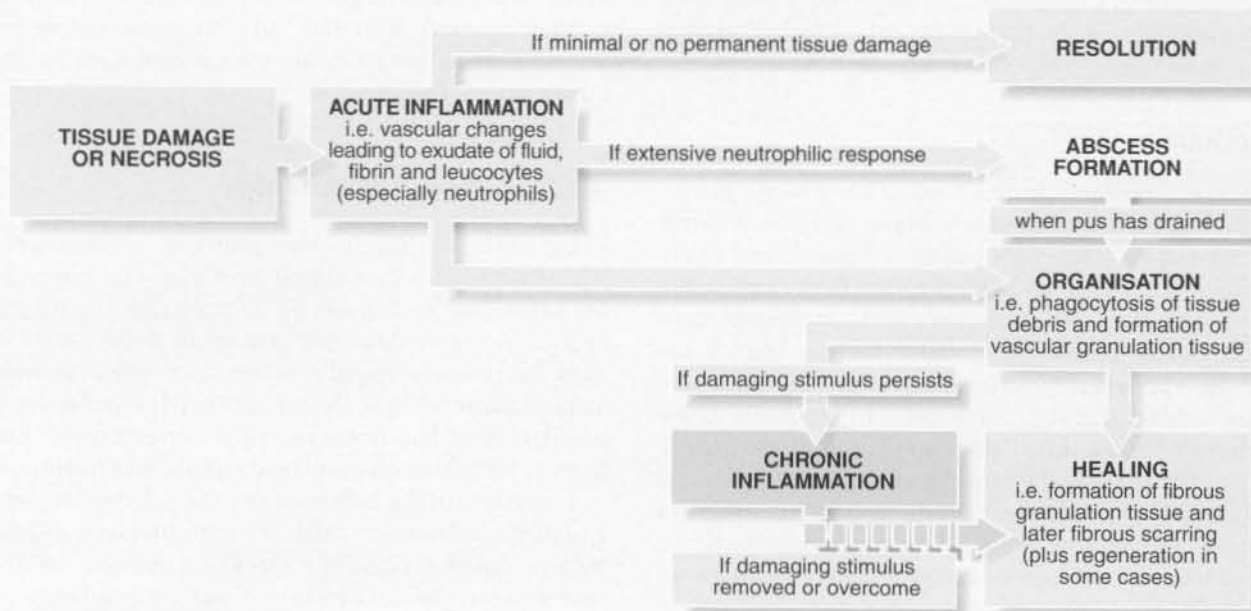 If minimal or no permanent tissue damage
RESOLUTION
TISSUE DAMAGE
OR NECROSIS
ACUTE INFLAMMATION
i.e. vascular changes
leading to exudate of fluid,
fibrin and leucocytes
(especially neutrophils)
If extensive neutrophilic response
ABSCESS
FORMATION
when pus has drained
ORGANISATION
i.e. phagocytosis of tissue
debris and formation of
vascular granulation tissue
If damaging stimulus persists
CHRONIC
INFLAMMATION
If damaging stimulus
removed or overcome
HEALING
i.e. formation of fibrous
granulation tissue and
later fibrous scarring
(plus regeneration in
some cases)